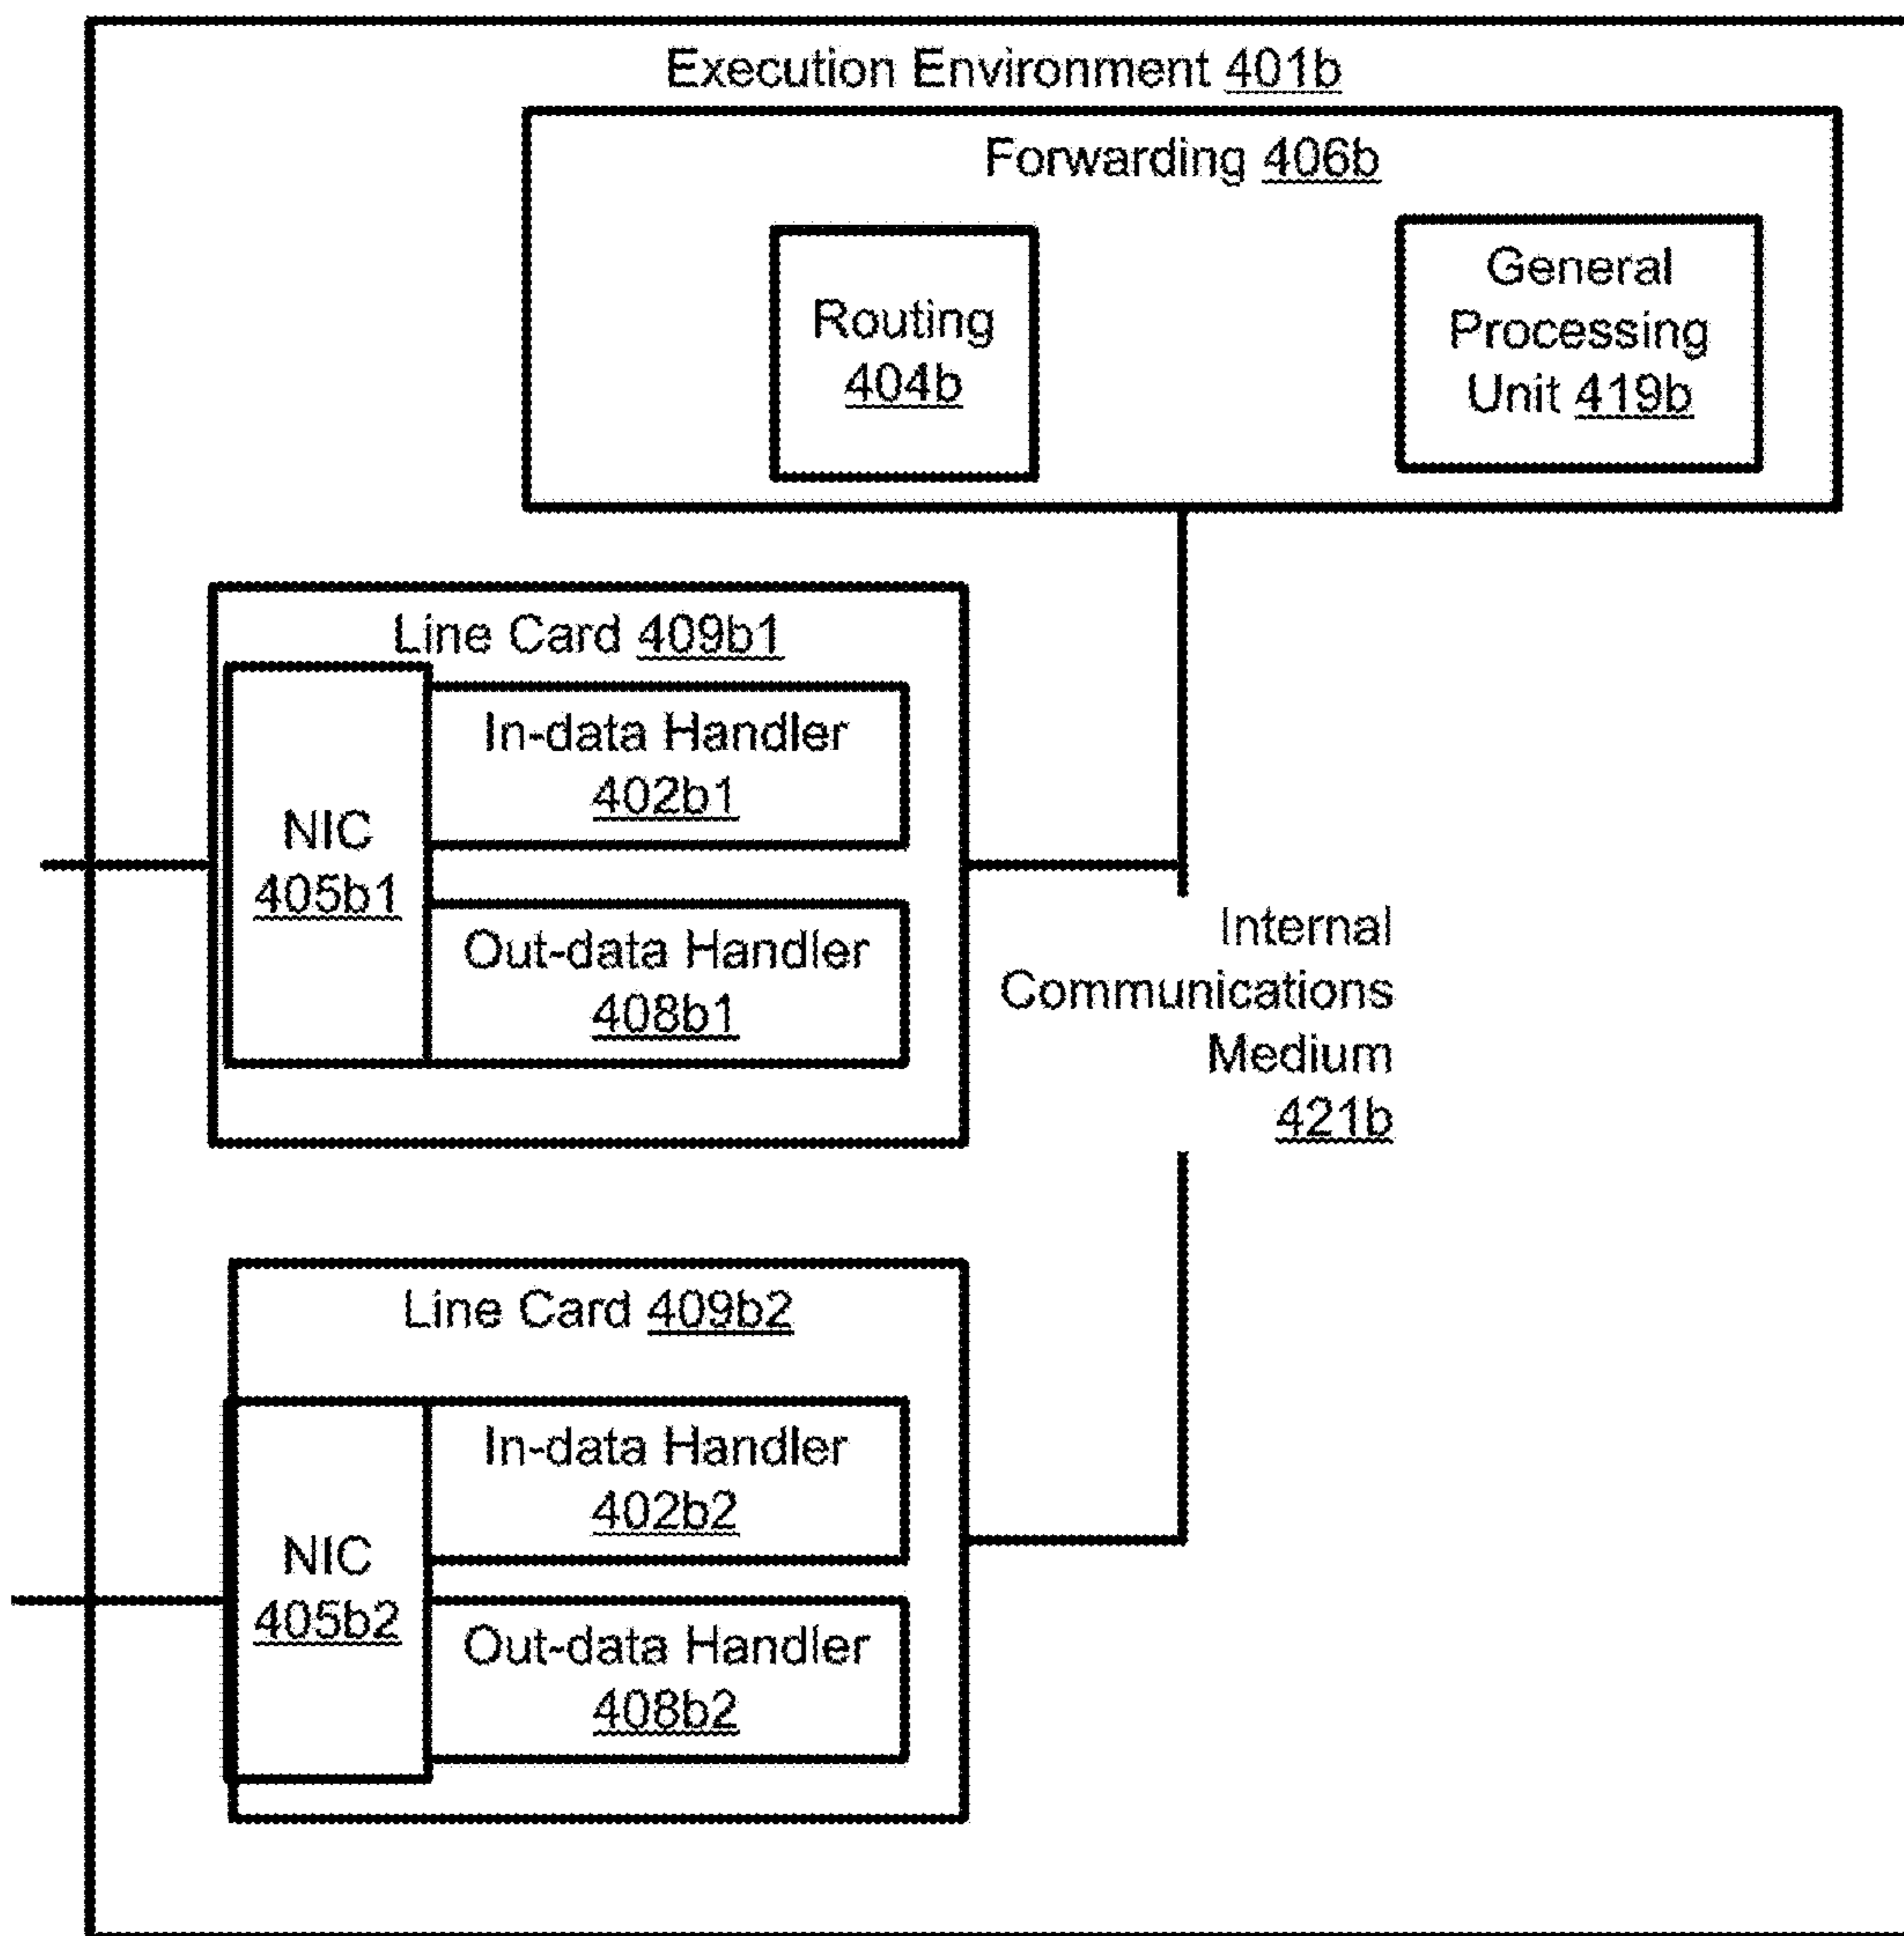 Execution Environment 401b
Forwarding 406b
Routing
404b
General
Processing
Unit 419b
Line Card 409b1
In-data Handler
402b1
NIC
405b1
Out-data Handler
408b1
Internal
Communications
Medium
421b
Line Card 409b2
In-data Handler
402b2
NIC
405b2
Out-data Handler
408b2